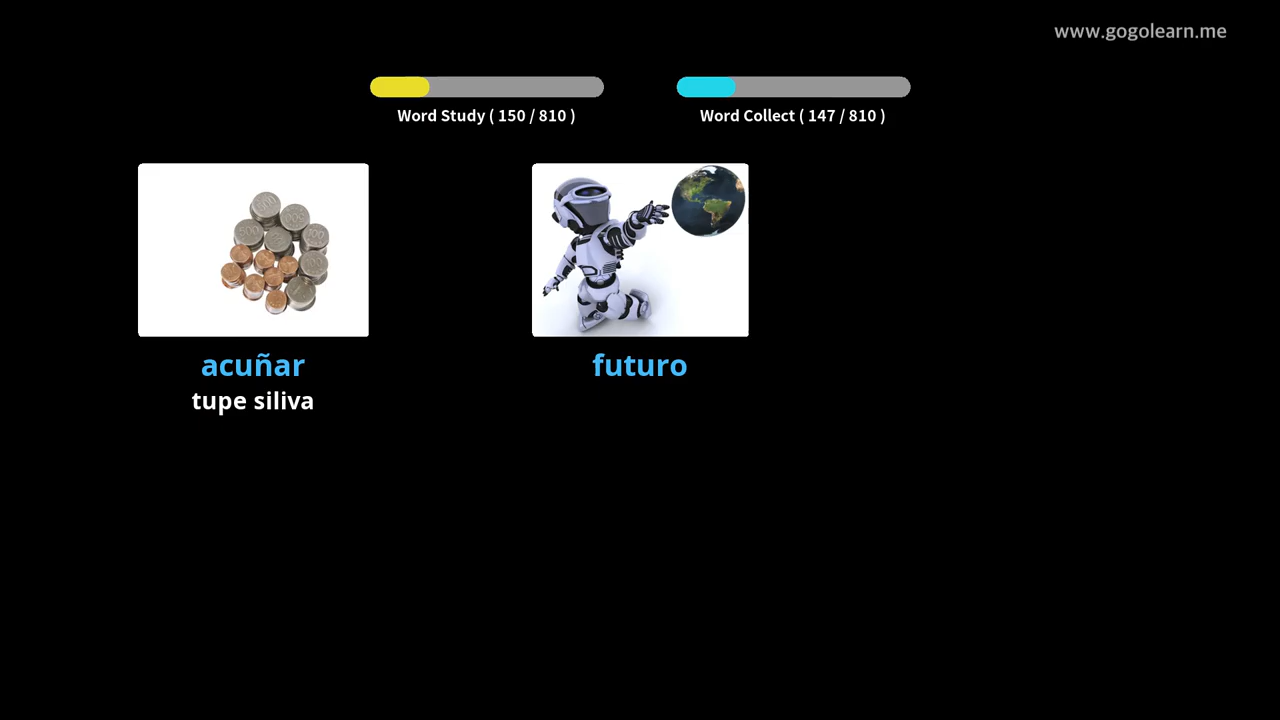 www.gogolearn.me
Word Study ( 150 / 810 )
Word Collect ( 147 / 810 )
acuñar
tupe siliva
futuro